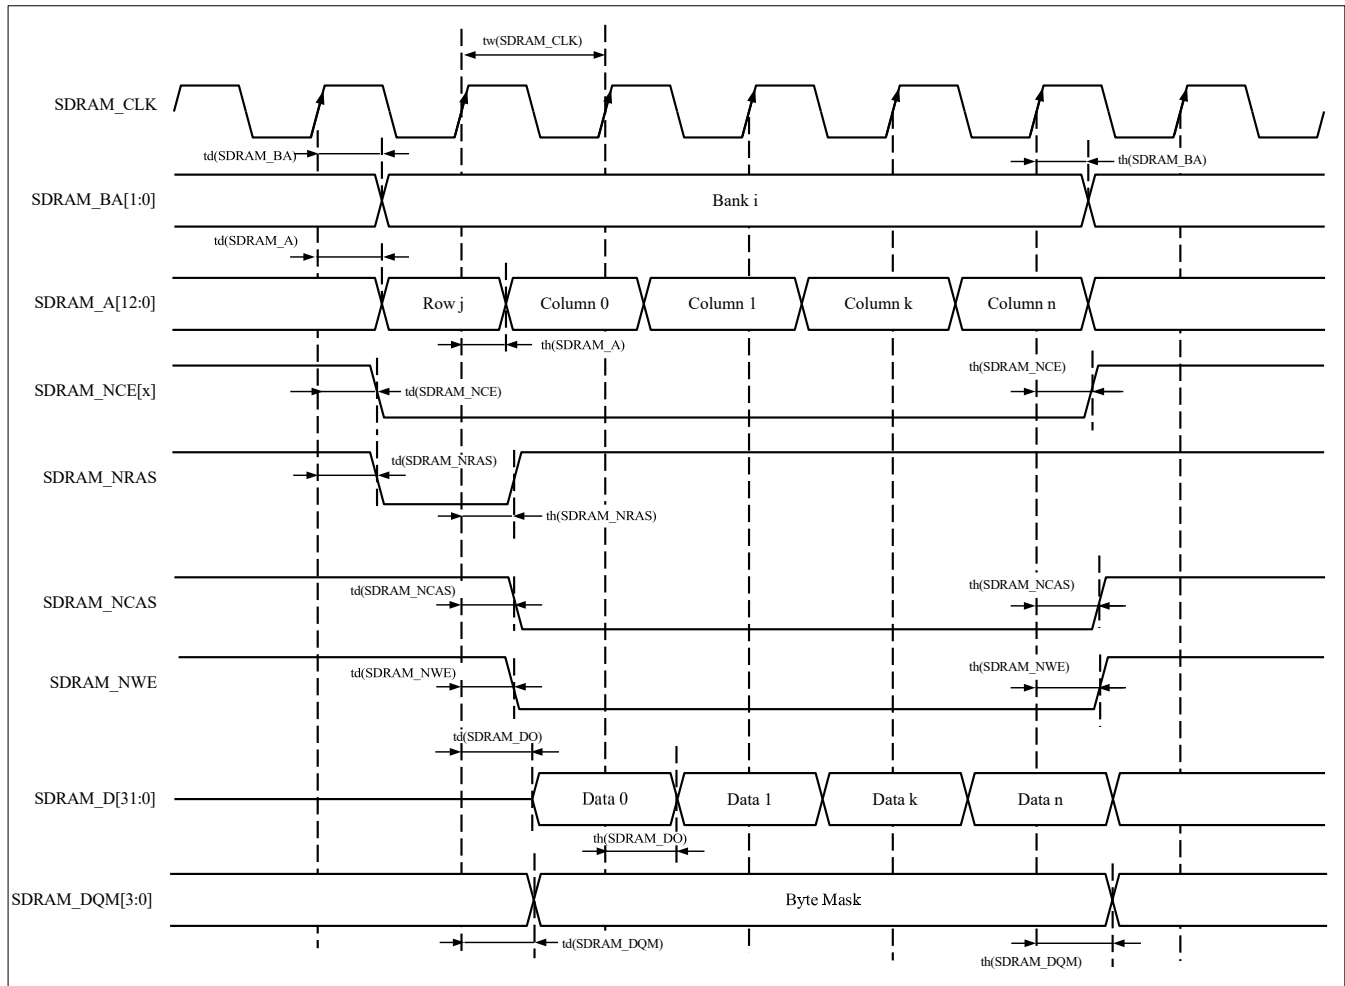 tw(SDRAM_CLK)
SDRAM_CLK
td(SDRAM_BA)
th(SDRAM_BA)
SDRAM_BA[1:0]
Bank i
td(SDRAM_A)
SDRAM_A[12:0]
Row j
Column 0
Column 1
Column k
Column n
th(SDRAM_A)
SDRAM_NCE[x]
td(SDRAM_NCE)
th(SDRAM_NCE)
SDRAM_NRAS
td(SDRAM_NRAS)
th(SDRAM_NRAS)
SDRAM_NCAS
td(SDRAM_NCAS)
th(SDRAM_NCAS)
SDRAM_NWE
td(SDRAM_NWE)
th(SDRAM_NWE)
td(SDRAM_DO)
SDRAM_D[31:0]
Data 0
Data 1
Data k
Data n
th(SDRAM_DO)
SDRAM_DQM[3:0]
Byte Mask
td(SDRAM_DQM)
th(SDRAM_DQM)